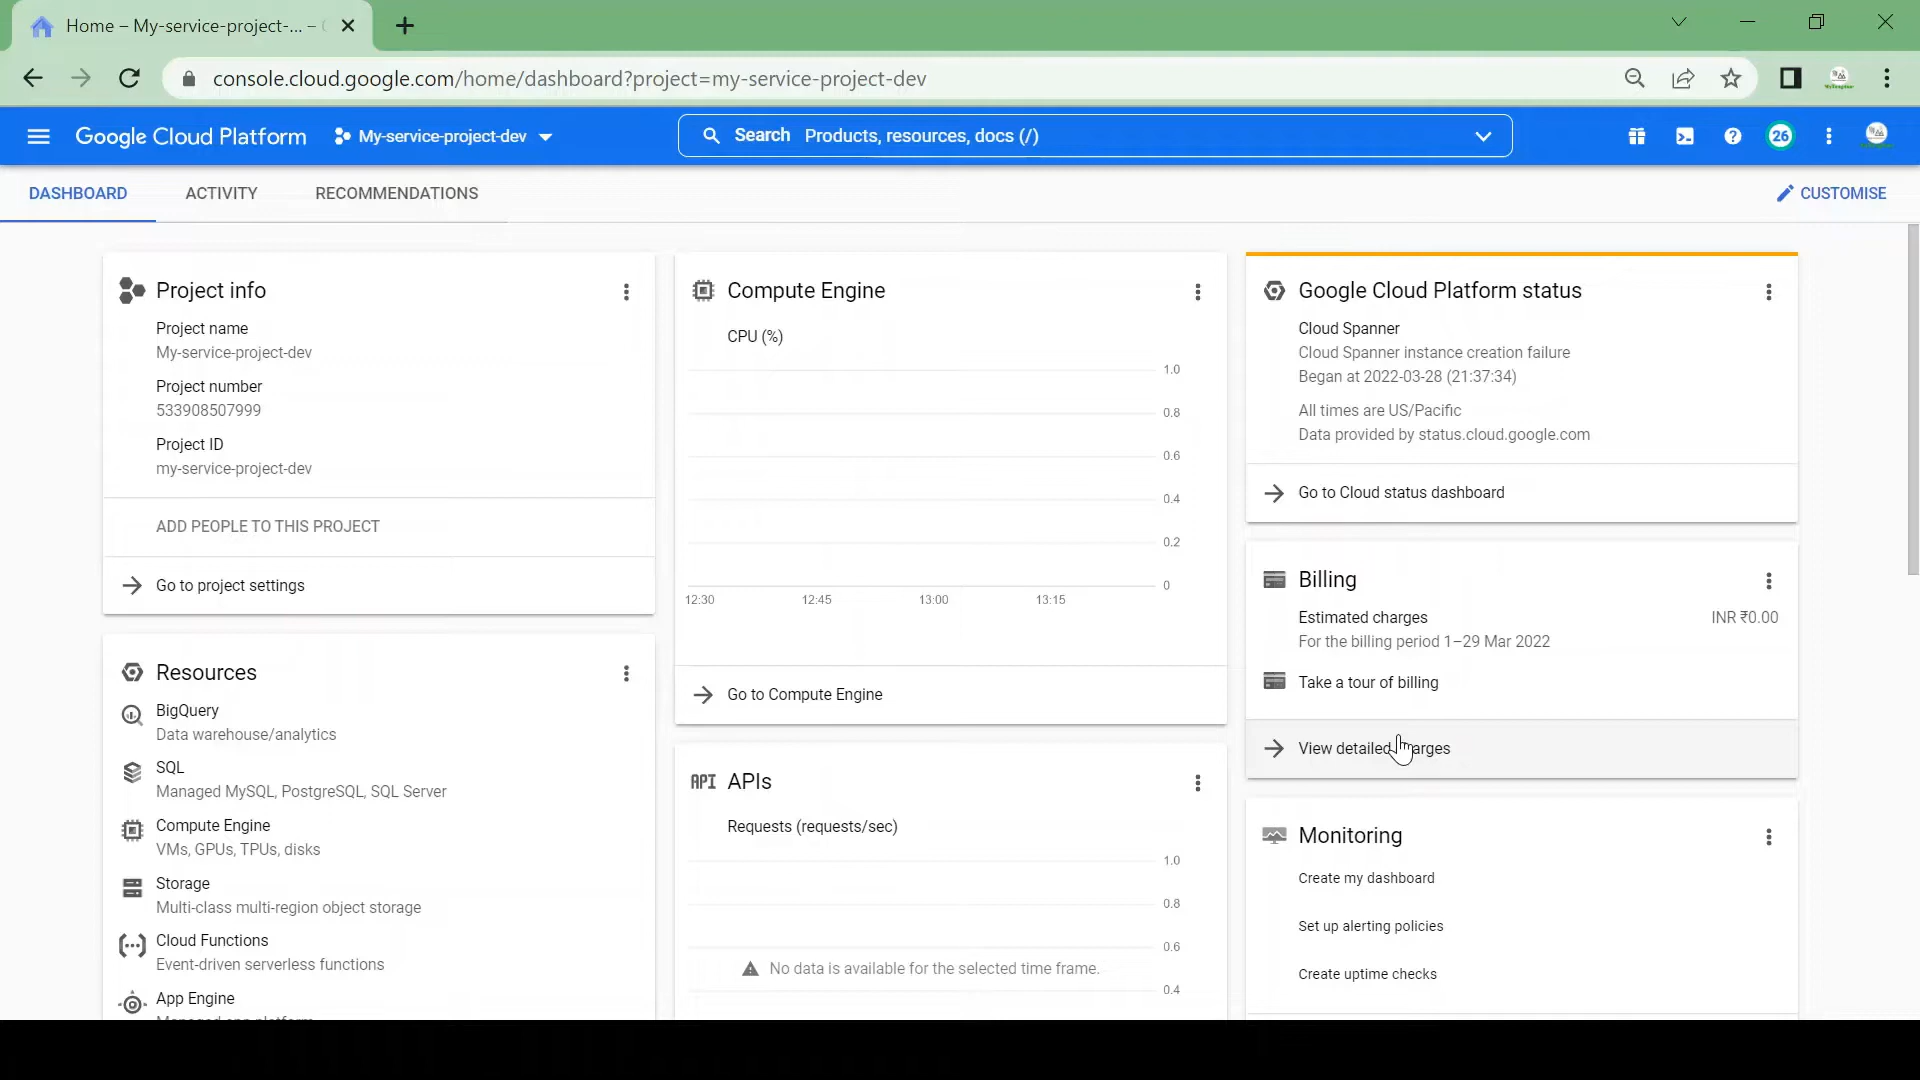 Home – My-service-project-... –
console.cloud.google.com/home/dashboard?project=my-service-project-dev
Google Cloud Platform
My-service-project-dev
Search Products, resources, docs (/)
26
DASHBOARD
ACTIVITY
RECOMMENDATIONS
CUSTOMISE
Project info
Project name
My-service-project-dev
Project number
533908507999
Project ID
my-service-project-dev
ADD PEOPLE TO THIS PROJECT
Go to project settings
Resources
BigQuery
Data warehouse/analytics
SQL
Managed MySQL, PostgreSQL, SQL Server
Compute Engine
VMs, GPUs, TPUs, disks
Storage
Multi-class multi-region object storage
Cloud Functions
Event-driven serverless functions
App Engine
Compute Engine
CPU (%)
1.0
0.8
0.6
0.4
0.2
0
12:30 12:45 13:00 13:15
Go to Compute Engine
API APIs
Requests (requests/sec)
1.0
0.8
0.6
No data is available for the selected time frame.
0.4
Google Cloud Platform status
Cloud Spanner
Cloud Spanner instance creation failure
Began at 2022-03-28 (21:37:34)
All times are US/Pacific
Data provided by status.cloud.google.com
Go to Cloud status dashboard
Billing
Estimated charges INR ₹0.00
For the billing period 1–29 Mar 2022
Take a tour of billing
View detailed charges
Monitoring
Create my dashboard
Set up alerting policies
Create uptime checks